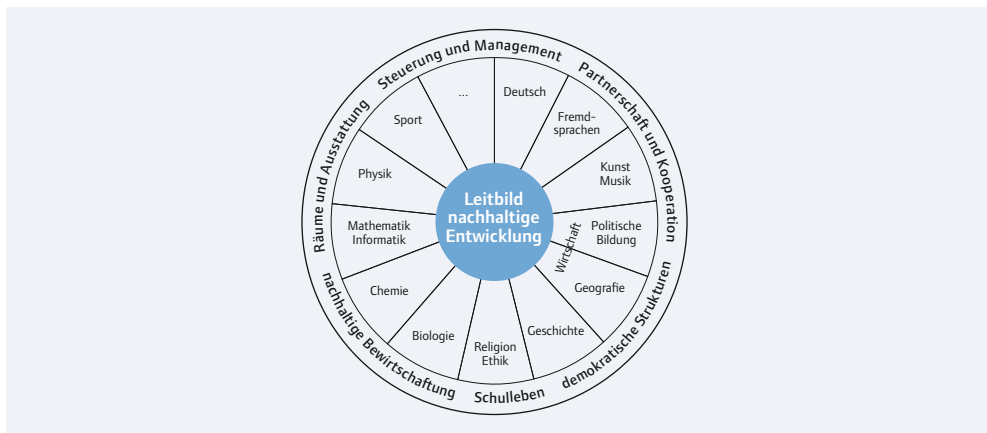 Steuerung und Management
Partnerschaft und Kooperation
demokratische Strukturen
Schulleben
nachhaltige Bewirtschaftung
Räume und Ausstattung
...
Deutsch
Fremd-
sprachen
Kunst
Musik
Politische
Bildung
Wirtschaft
Geografie
Geschichte
Religion
Ethik
Biologie
Chemie
Mathematik
Informatik
Physik
Sport
Leitbild
nachhaltige
Entwicklung